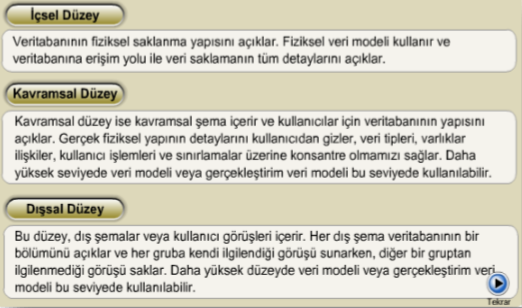 İçsel Düzey
Veritabanının fiziksel saklanma yapısını açıklar. Fiziksel veri modeli kullanır ve
veritabanına erişim yolu ile veri saklamanın tüm detaylarını açıklar.
Kavramsal Düzey
Kavramsal düzey ise kavramsal şema içerir ve kullanıcılar için veritabanının yapısını
açıklar. Gerçek fiziksel yapının detaylarını kullanıcıdan gizler, veri tipleri, varlıklar
ilişkiler, kullanıcı işlemleri ve sınırlamalar üzerine konsantre olmamızı sağlar. Daha
yüksek seviyede veri modeli veya gerçekleştirim veri modeli bu seviyede kullanılabilir.
Dışsal Düzey
Bu düzey, dış şemalar veya kullanıcı görüşleri içerir. Her dış şema veritabanının bir
bölümünü açıklar ve her gruba kendi ilgilendiği görüşü sunarken, diğer bir gruptan
ilgilenmediği görüşü saklar. Daha yüksek düzeyde veri modeli veya gerçekleştirim veri
modeli bu seviyede kullanılabilir.
Tekrar